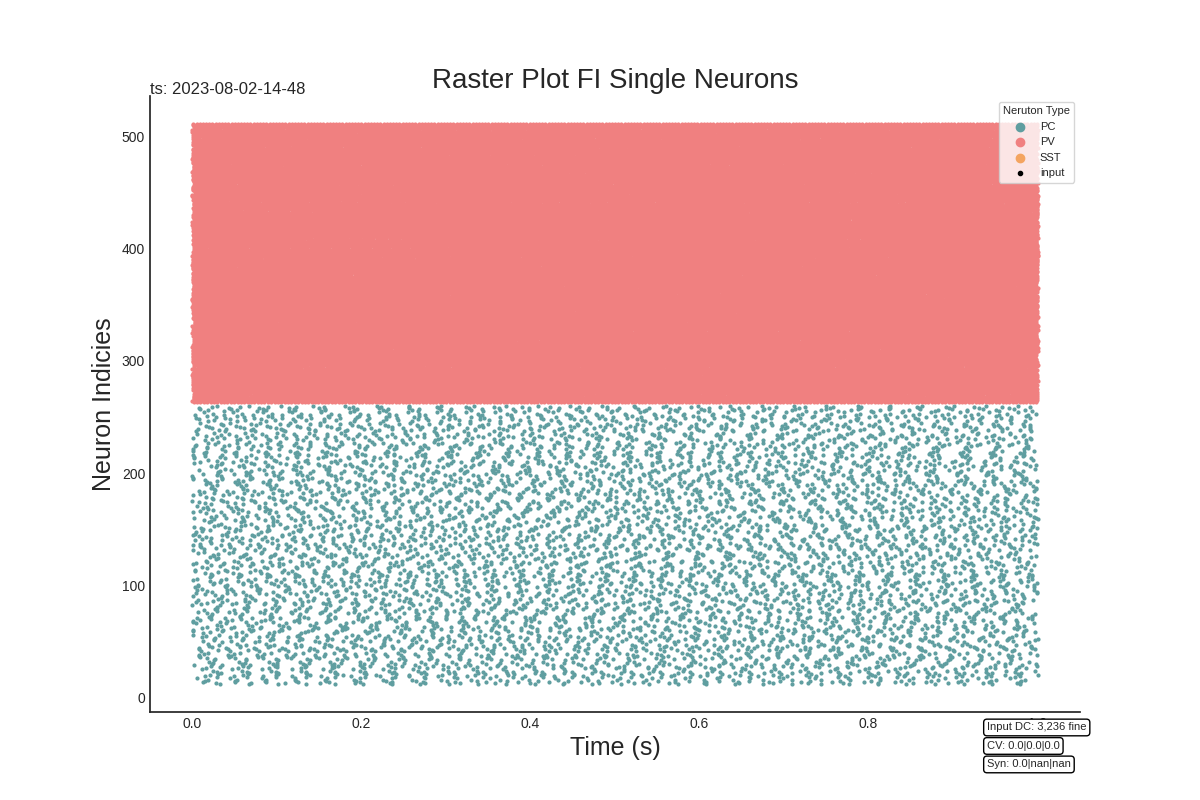 Raster Plot FI Single Neurons
ts: 2023-08-02-14-48
Neruton Type
PC
PV
SST
input
500
400
300
200
100
0
Neuron Indicies
0.0 0.2 0.4 0.6 0.8
Time (s)
Input DC: 3,236 fine
CV: 0.0|0.0|0.0
Syn: 0.0|nan|nan